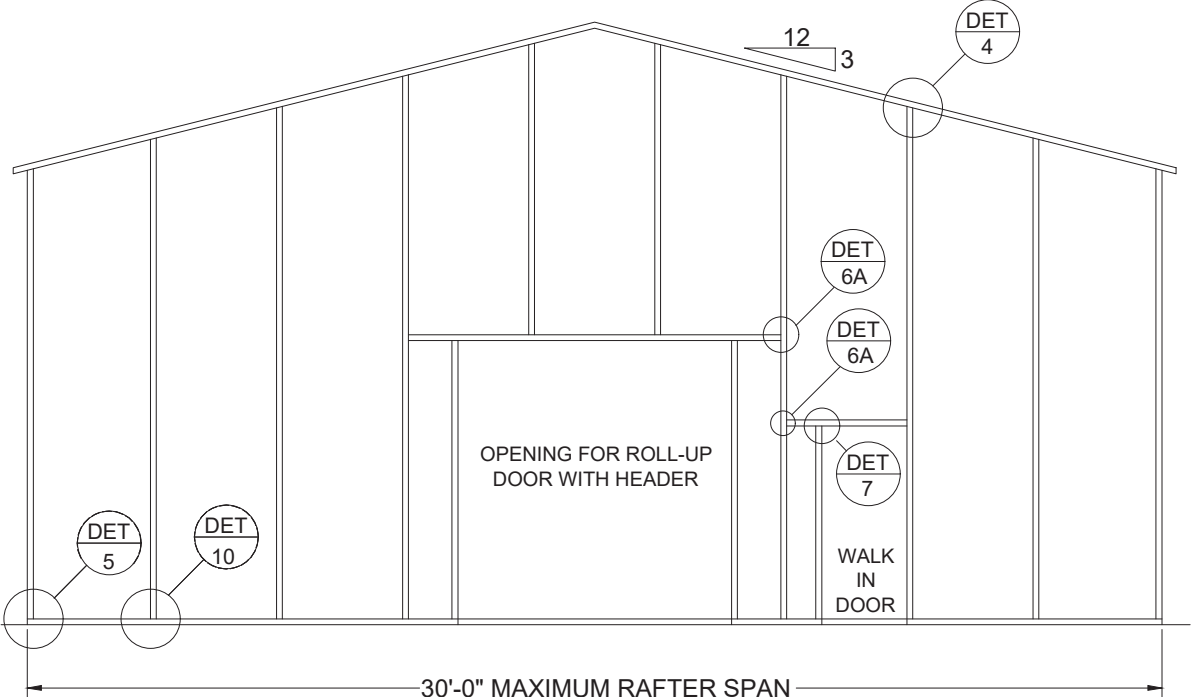 DET
4
12
3
DET
6A
DET
6A
OPENING FOR ROLL-UP
DOOR WITH HEADER
DET
7
DET
5
DET
10
WALK
IN
DOOR
30'-0" MAXIMUM RAFTER SPAN